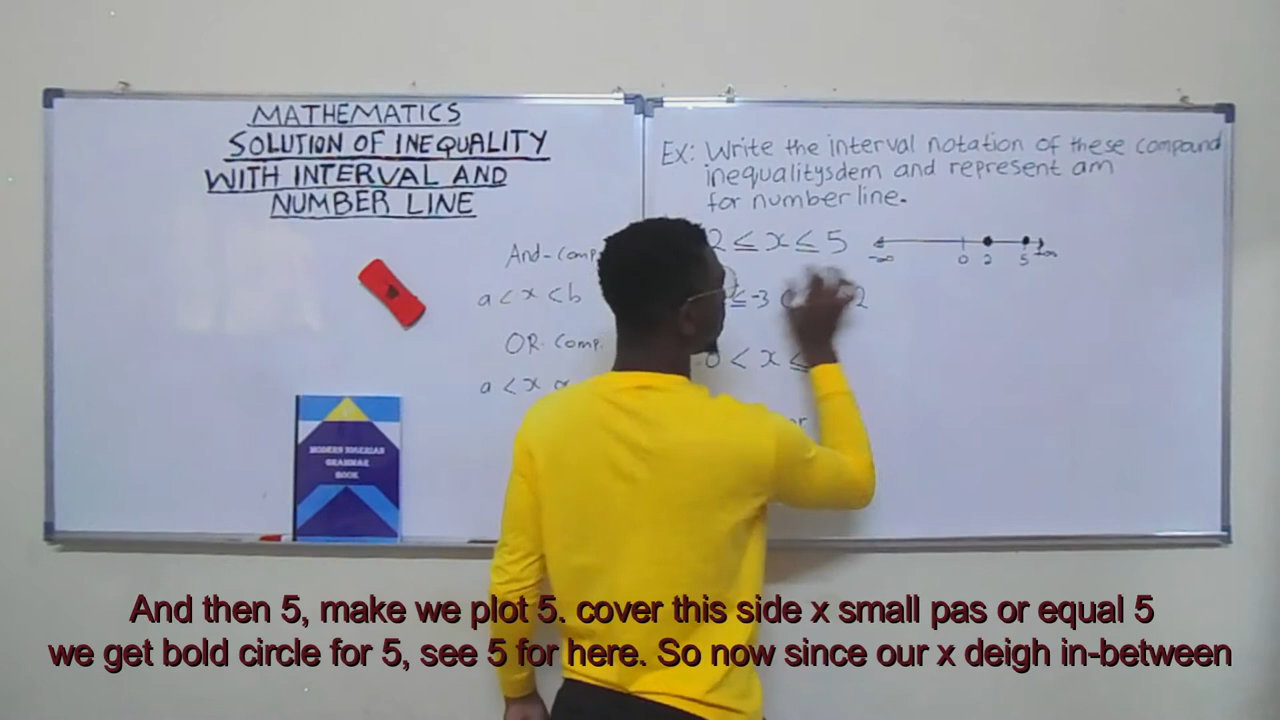 MATHEMATICS
SOLUTION OF INEQUALITY
WITH INTERVAL AND
NUMBER LINE
Ex: Write the interval notation of these compound
inequalitysdem and represent am
for number line.
2 ≤ x ≤ 5
-∞ 0 2 5 +∞
And-comp
a < x < b
≤ -3 2
OR. Comp.
0 < x ≤
a < x
or
MODERN NIGERIAN
GRAMMAR
BOOK
And then 5, make we plot 5. cover this side x small pas or equal 5
we get bold circle for 5, see 5 for here. So now since our x deigh in-between